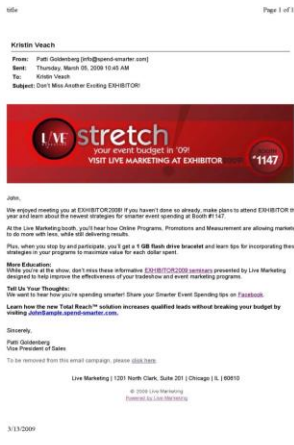 title Page 1 of 1
Kristin Veach
From: Patti Goldenberg [info@spend-smarter.com]
Sent: Thursday, March 05, 2009 10:45 AM
To: Kristin Veach
Subject: Don't Miss Another Exciting EXHIBITOR!
LIVE
stretch
your event budget in '09!
VISIT LIVE MARKETING AT EXHIBITOR2009
BOOTH
#1147
John,
We enjoyed meeting you at EXHIBITOR2008! If you haven't done so already, make plans to attend EXHIBITOR th
year and learn about the newest strategies for smarter event spending at Booth #1147.
At the Live Marketing booth, you'll hear how Online Programs, Promotions and Measurement are allowing markete
to do more with less, while still delivering results.
Plus, when you stop by and participate, you'll get a 1 GB flash drive bracelet and learn tips for incorporating thes
strategies in your programs to maximize value for each dollar spent.
More Education:
While you're at the show, don't miss these informative EXHIBITOR2009 seminars presented by Live Marketing
designed to help improve the effectiveness of your tradeshow and event marketing programs.
Tell Us Your Thoughts:
We want to hear how you're spending smarter! Share your Smarter Event Spending tips on Facebook.
Learn how the new Total Reach™ solution increases qualified leads without breaking your budget by
visiting JohnSample.spend-smarter.com.
Sincerely,
Patti Goldenberg
Vice President of Sales
To be removed from this email campaign, please click here.
Live Marketing | 1201 North Clark, Suite 201 | Chicago | IL | 60610
© 2009 Live Marketing
Powered by Live Marketing
3/13/2009